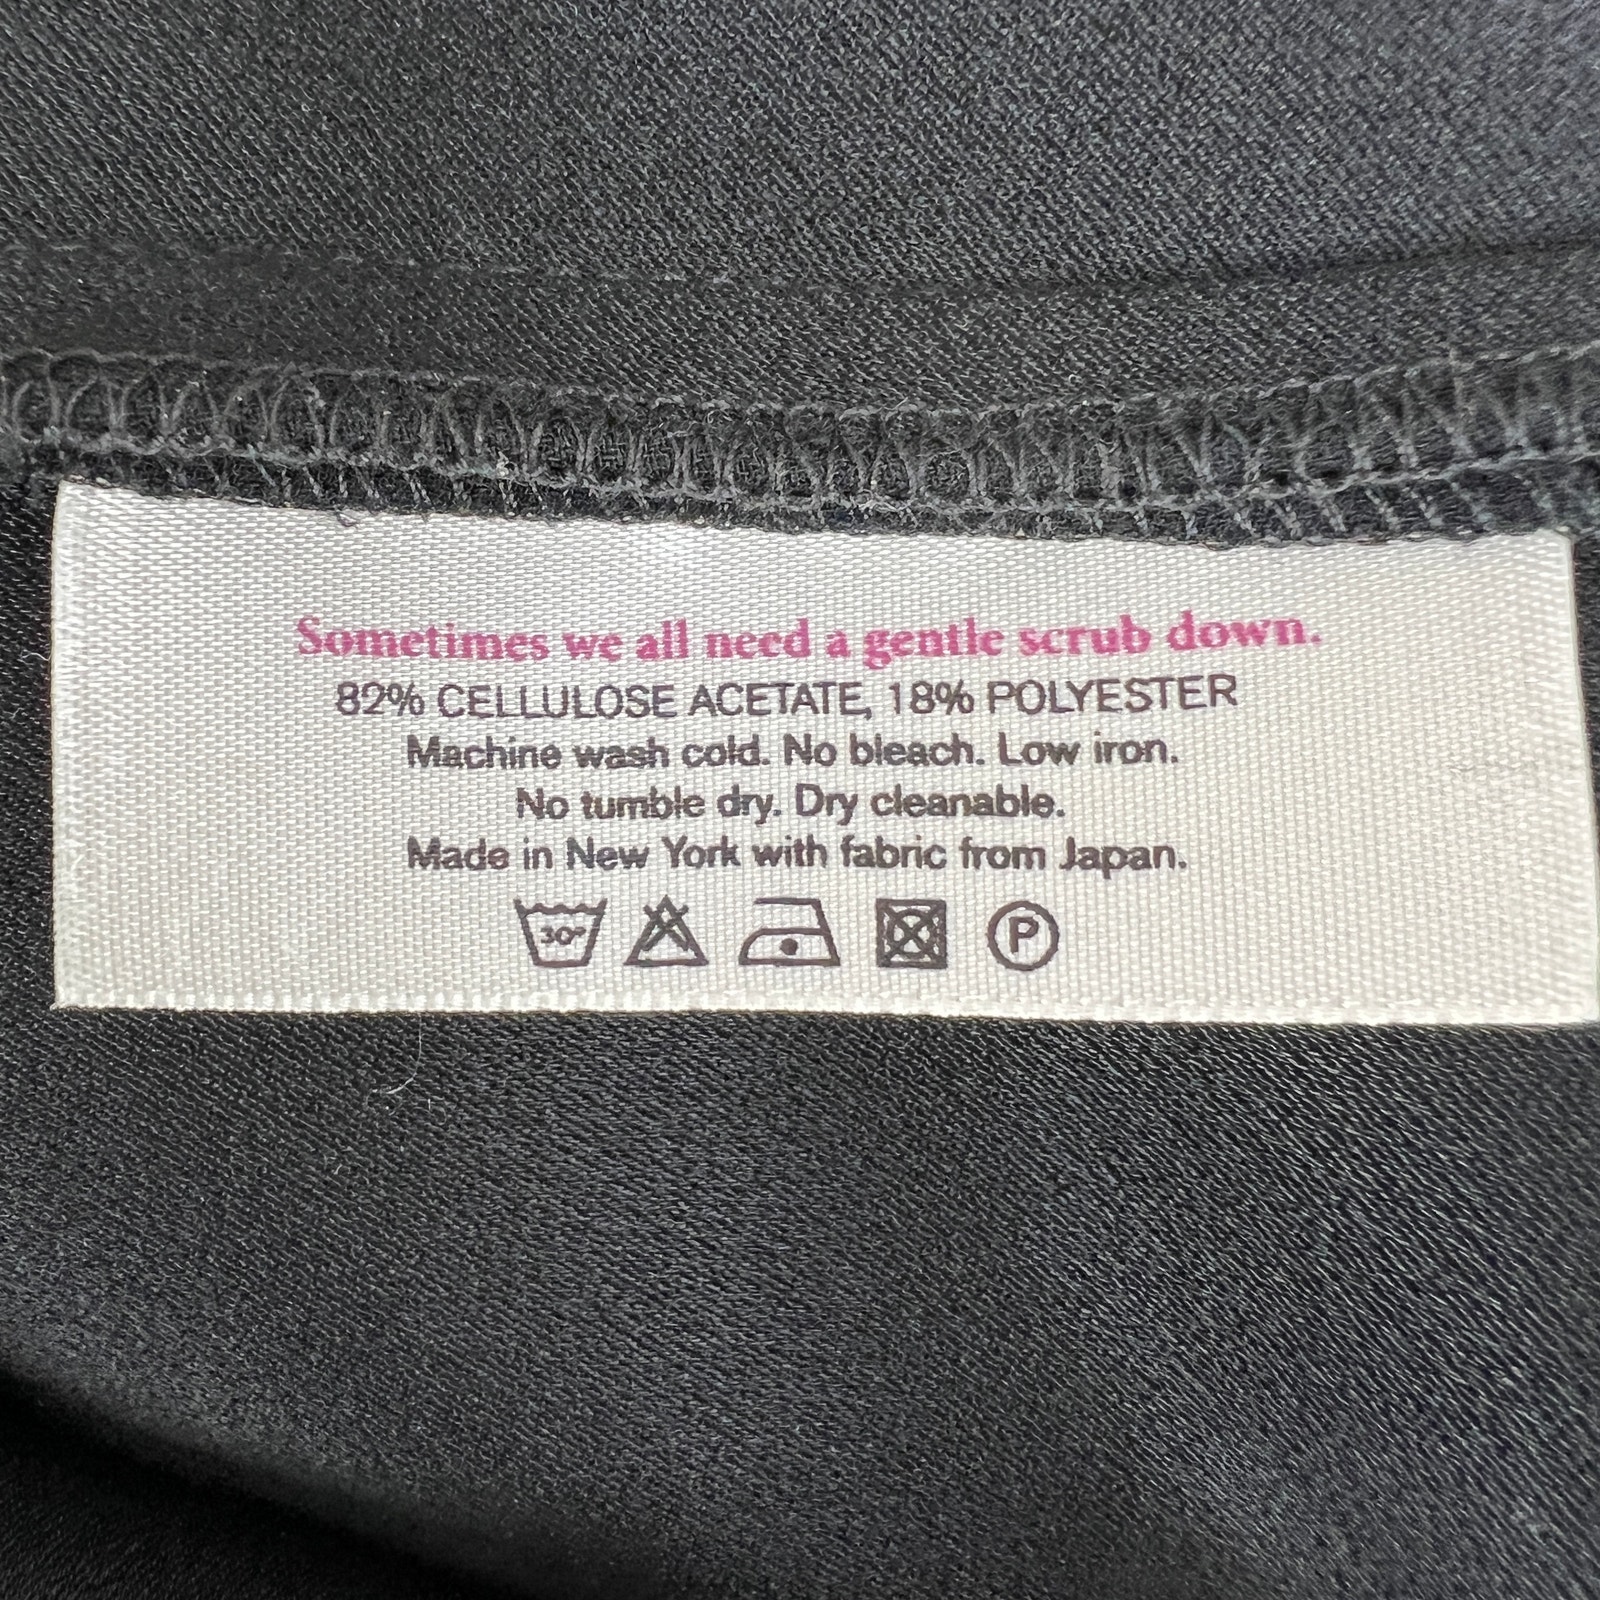 Sometimes we all need a gentle scrub down.
82% CELLULOSE ACETATE, 18% POLYESTER
Machine wash cold. No bleach. Low iron.
No tumble dry. Dry cleanable.
Made in New York with fabric from Japan.
30° P